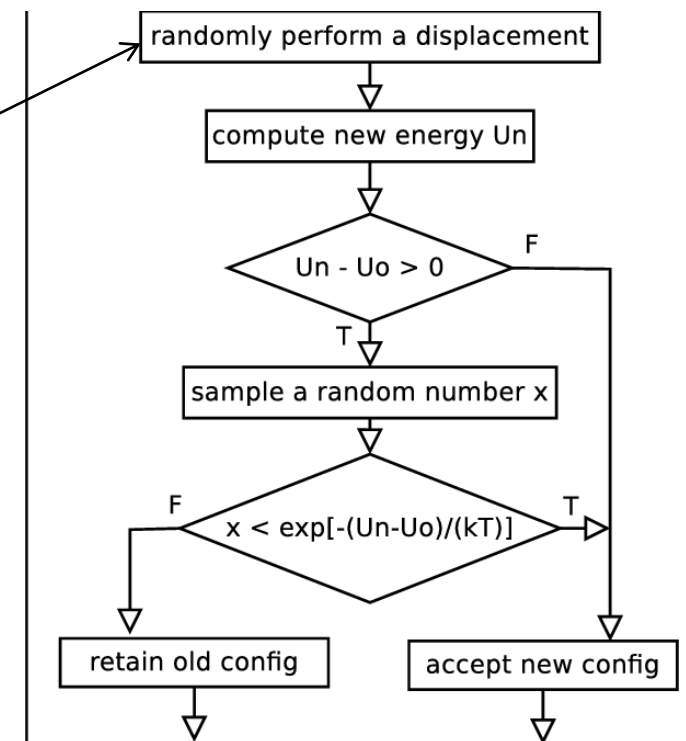 randomly perform a displacement
compute new energy Un
Un - Uo > 0
F
T
sample a random number x
F
x < exp[-(Un-Uo)/(kT)]
T
retain old config
accept new config